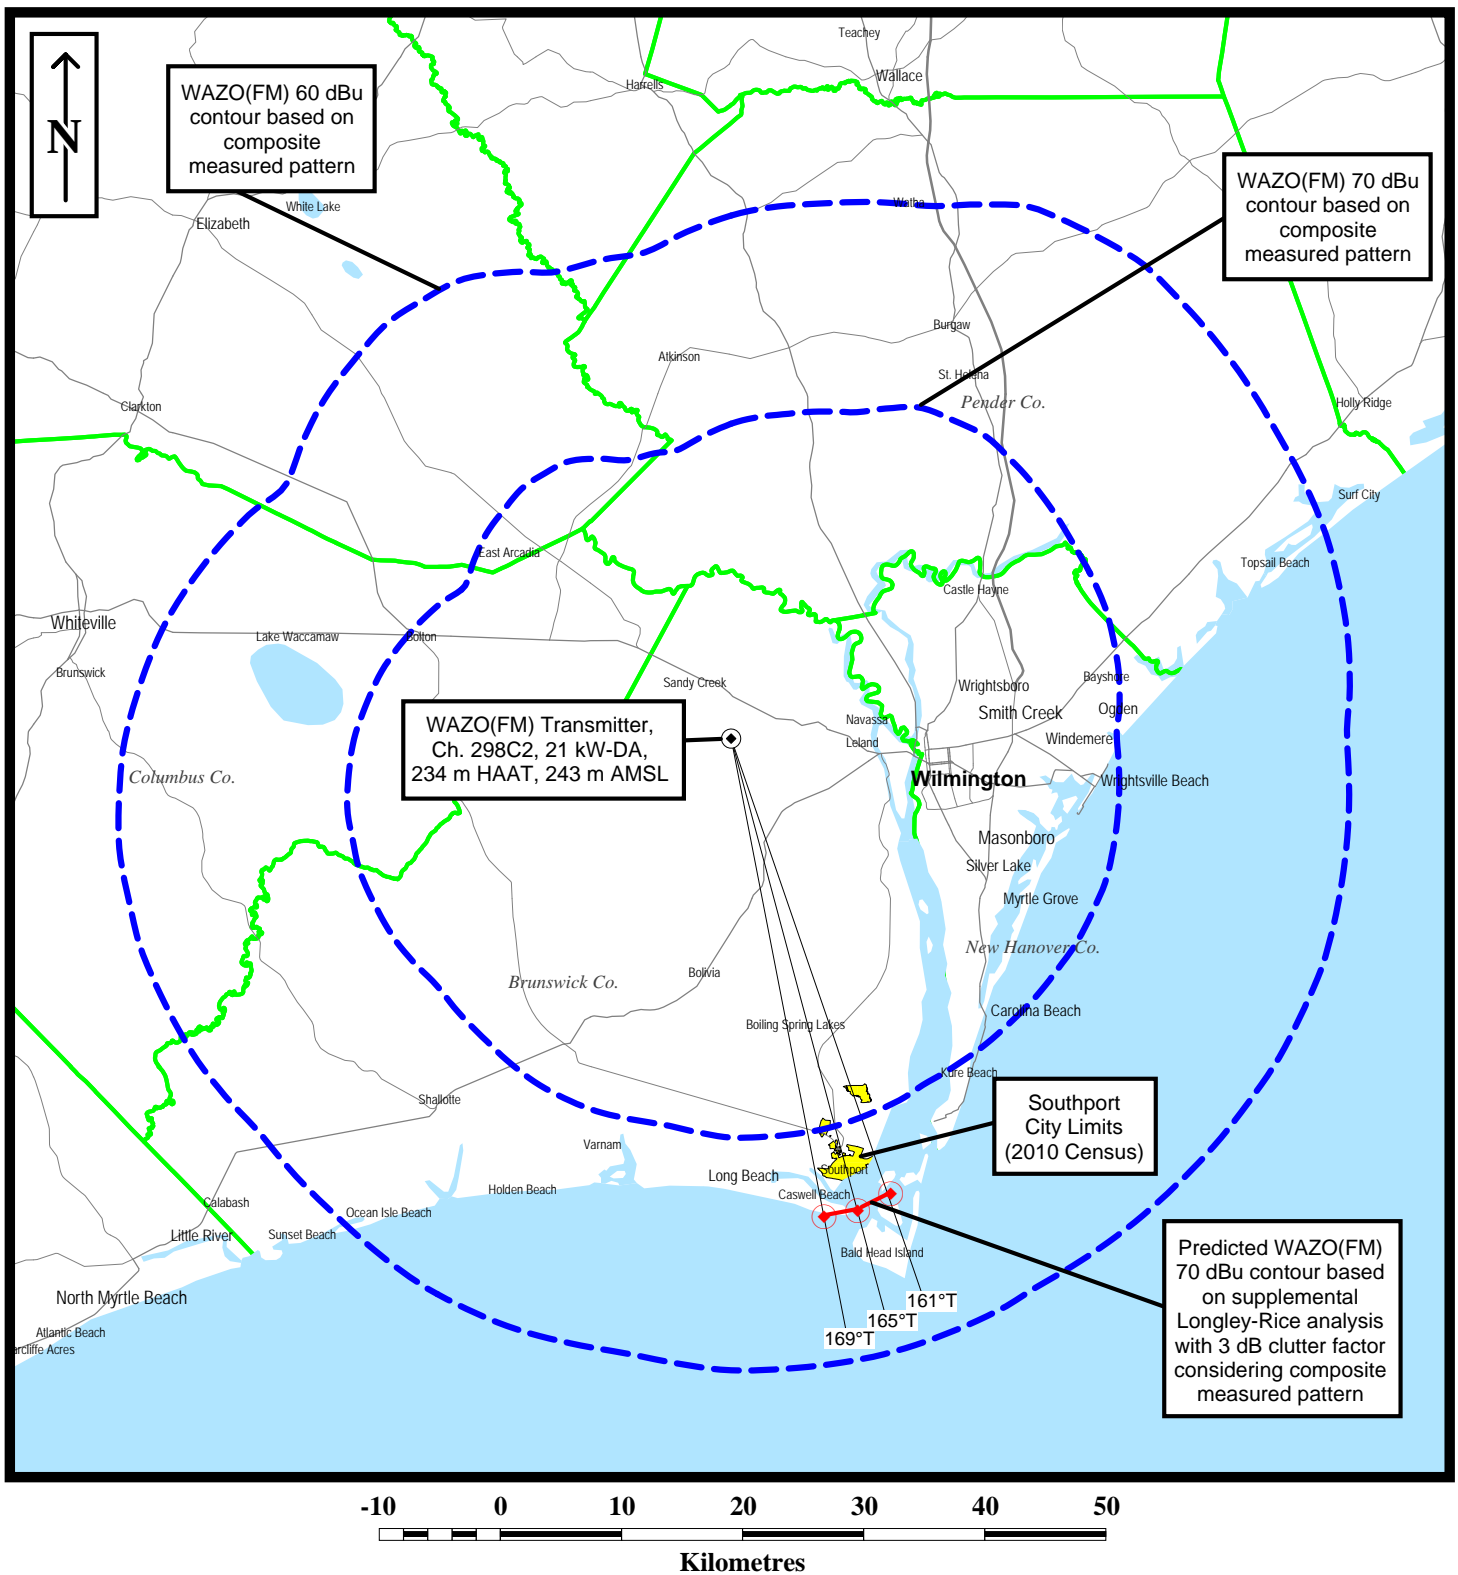 Teachey
Wallace
Harrells
N
WAZO(FM) 60 dBu
contour based on
composite
measured pattern
WAZO(FM) 70 dBu
contour based on
composite
measured pattern
White Lake
Elizabeth
Watha
Burgaw
Atkinson
St. Helena
Pender Co.
Clarkton
Holly Ridge
Surf City
East Arcadia
Topsail Beach
Castle Hayne
Whiteville
Lake Waccamaw
Bolton
Brunswick
Sandy Creek
Bayshore
Wrightsboro
Smith Creek
Ogden
Navassa
Leland
Windemere
WAZO(FM) Transmitter,
Ch. 298C2, 21 kW-DA,
234 m HAAT, 243 m AMSL
Columbus Co.
Wilmington
Wrightsville Beach
Masonboro
Silver Lake
Myrtle Grove
New Hanover Co.
Bolivia
Brunswick Co.
Carolina Beach
Boiling Spring Lakes
Kure Beach
Shallotte
Southport
City Limits
(2010 Census)
Varnam
Long Beach
Southport
Holden Beach
Caswell Beach
Calabash
Ocean Isle Beach
Little River
Sunset Beach
Bald Head Island
Predicted WAZO(FM)
70 dBu contour based
on supplemental
Longley-Rice analysis
with 3 dB clutter factor
considering composite
measured pattern
North Myrtle Beach
161°T
165°T
169°T
Atlantic Beach
arcliffe Acres
-10 0 10 20 30 40 50
Kilometres